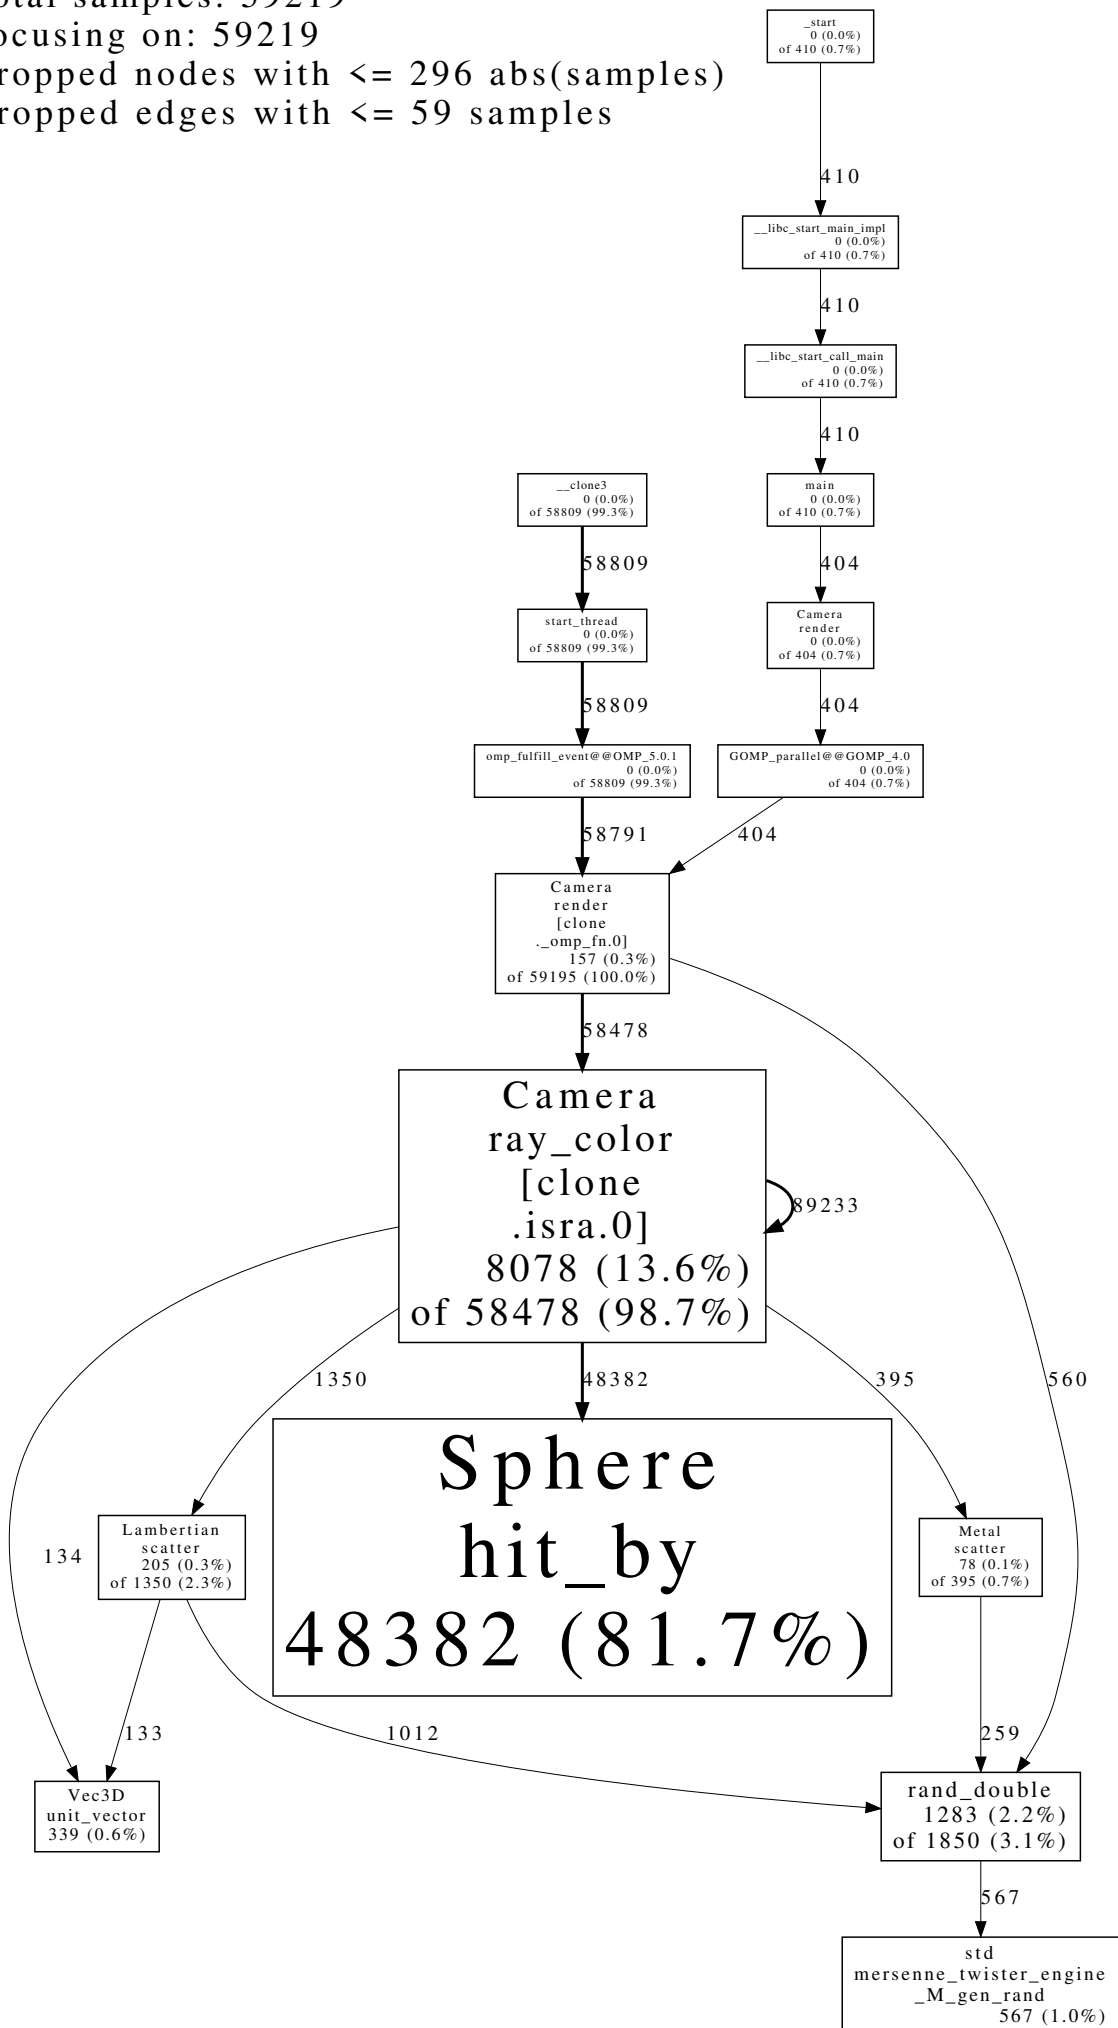 otal samples: 59219
ocusing on: 59219
ropped nodes with <= 296 abs(samples)
ropped edges with <= 59 samples
_start
0 (0.0%)
of 410 (0.7%)
410
__libc_start_main_impl
0 (0.0%)
of 410 (0.7%)
410
__libc_start_call_main
0 (0.0%)
of 410 (0.7%)
410
__clone3
0 (0.0%)
of 58809 (99.3%)
main
0 (0.0%)
of 410 (0.7%)
58809
404
start_thread
0 (0.0%)
of 58809 (99.3%)
Camera
render
0 (0.0%)
of 404 (0.7%)
58809
404
omp_fulfill_event@@OMP_5.0.1
0 (0.0%)
of 58809 (99.3%)
GOMP_parallel@@GOMP_4.0
0 (0.0%)
of 404 (0.7%)
58791
404
Camera
render
[clone
._omp_fn.0]
157 (0.3%)
of 59195 (100.0%)
58478
Camera
ray_color
[clone
.isra.0]
8078 (13.6%)
of 58478 (98.7%)
89233
1350
48382
395
560
Sphere
hit_by
48382 (81.7%)
134
Lambertian
scatter
205 (0.3%)
of 1350 (2.3%)
Metal
scatter
78 (0.1%)
of 395 (0.7%)
133
1012
259
Vec3D
unit_vector
339 (0.6%)
rand_double
1283 (2.2%)
of 1850 (3.1%)
567
std
mersenne_twister_engine
_M_gen_rand
567 (1.0%)